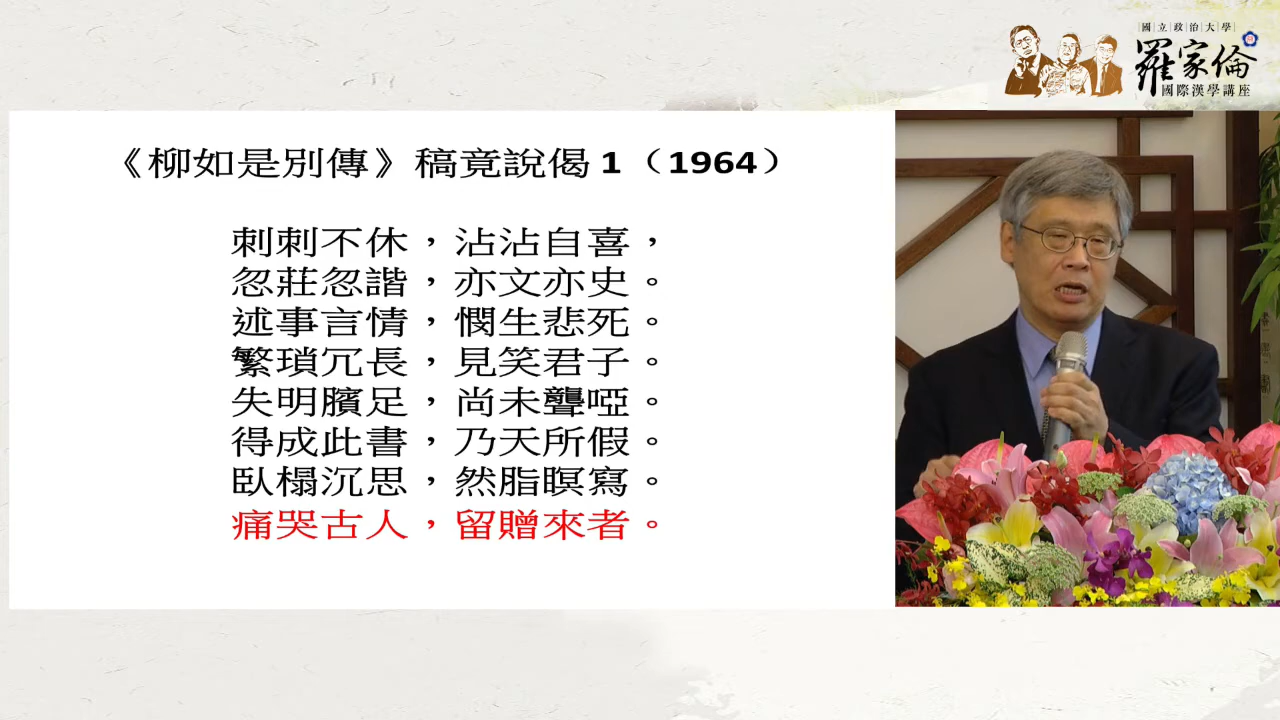 國立政治大學
羅家倫
國際漢學講座
《柳如是別傳》稿竟說偈 1（1964）
刺刺不休，沾沾自喜，
忽莊忽諧，亦文亦史。
述事言情，憫生悲死。
繁瑣冗長，見笑君子。
失明臏足，尚未聾啞。
得成此書，乃天所假。
臥榻沉思，然脂瞑寫。
痛哭古人，留贈來者。